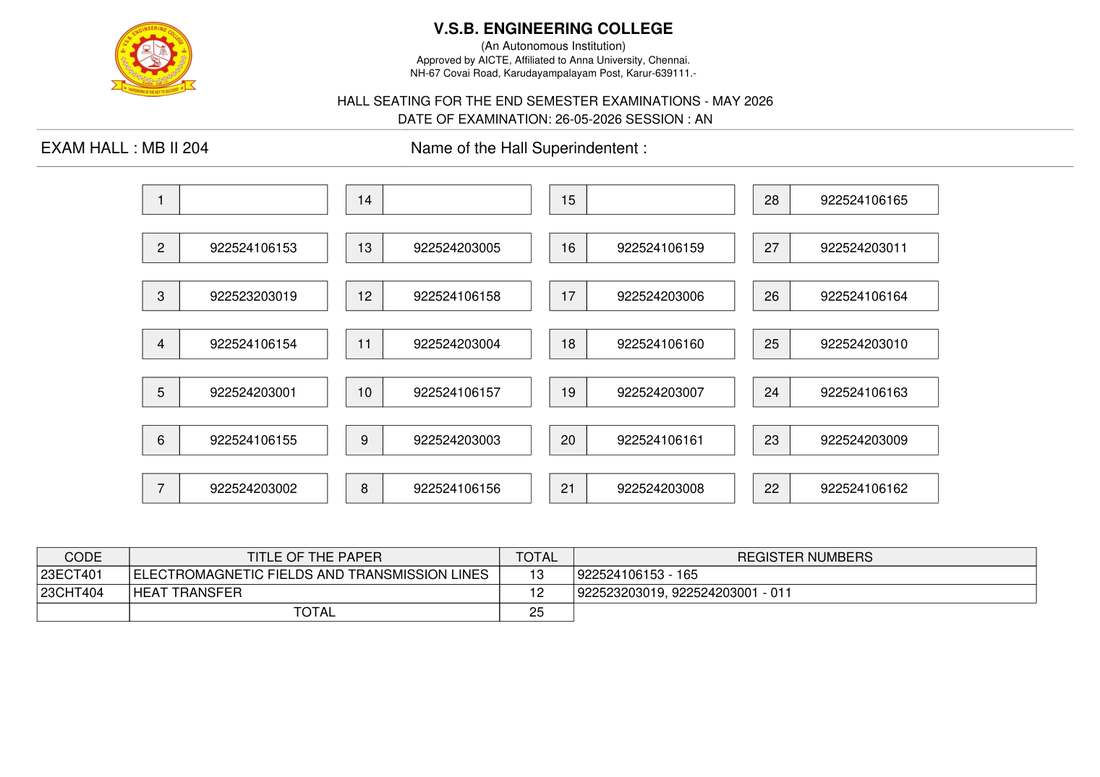 V.S.B. ENGINEERING COLLEGE
(An Autonomous Institution)
Approved by AICTE, Affiliated to Anna University, Chennai.
NH-67 Covai Road, Karudayampalayam Post, Karur-639111.-
HALL SEATING FOR THE END SEMESTER EXAMINATIONS - MAY 2026
DATE OF EXAMINATION: 26-05-2026 SESSION : AN
EXAM HALL : MB II 204 Name of the Hall Superindentent :
1 14 15 28 922524106165
2 922524106153 13 922524203005 16 922524106159 27 922524203011
3 922523203019 12 922524106158 17 922524203006 26 922524106164
4 922524106154 11 922524203004 18 922524106160 25 922524203010
5 922524203001 10 922524106157 19 922524203007 24 922524106163
6 922524106155 9 922524203003 20 922524106161 23 922524203009
7 922524203002 8 922524106156 21 922524203008 22 922524106162
CODE TITLE OF THE PAPER TOTAL REGISTER NUMBERS
23ECT401 ELECTROMAGNETIC FIELDS AND TRANSMISSION LINES 13 922524106153 - 165
23CHT404 HEAT TRANSFER 12 922523203019, 922524203001 - 011
TOTAL 25